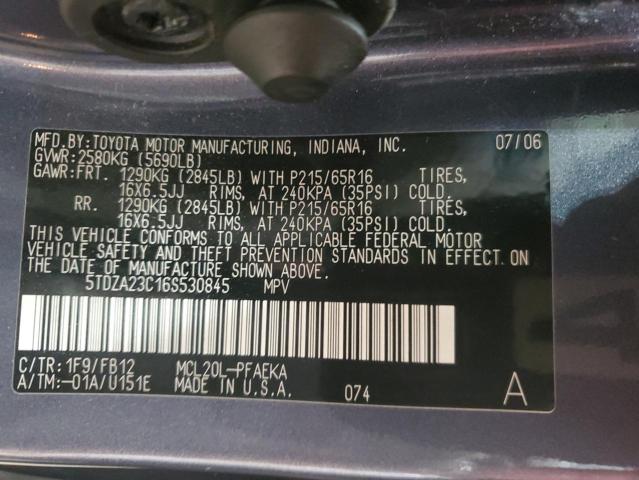 MFD.BY:TOYOTA MOTOR MANUFACTURING, INDIANA, INC. 07/06
GVWR:2580KG (5690LB)
GAWR:FRT. 1290KG (2845LB) WITH P215/65R16 TIRES,
16X6.5JJ RIMS, AT 240KPA (35PSI) COLD.
RR. 1290KG (2845LB) WITH P215/65R16 TIRES,
16X6.5JJ RIMS, AT 240KPA (35PSI) COLD.
THIS VEHICLE CONFORMS TO ALL APPLICABLE FEDERAL MOTOR
VEHICLE SAFETY AND THEFT PREVENTION STANDARDS IN EFFECT ON
THE DATE OF MANUFACTURE SHOWN ABOVE.
5TDZA23C16S530845 MPV
C/TR:1F9/FB12 MCL20L-PFAEKA
A/TM:-01A/U151E MADE IN U.S.A. 074 A